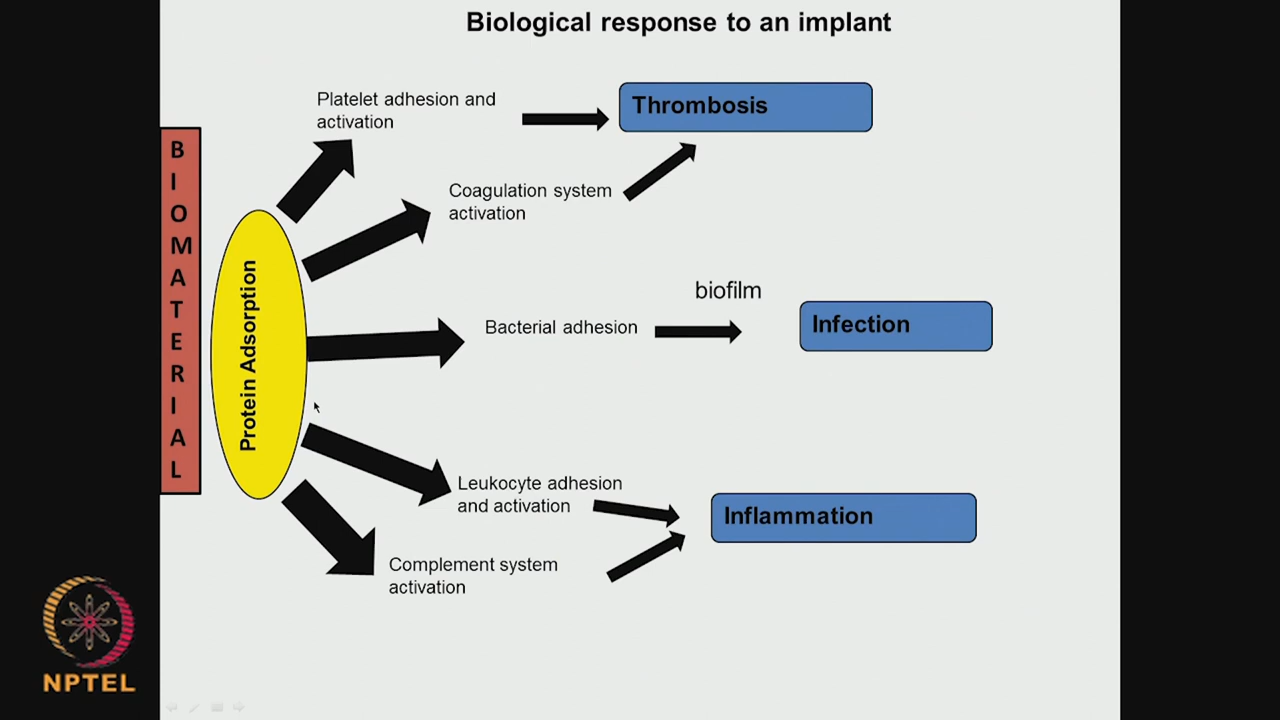 Biological response to an implant
Platelet adhesion and
activation
Thrombosis
Coagulation system
activation
BIOMATERIAL
Protein Adsorption
biofilm
Bacterial adhesion
Infection
Leukocyte adhesion
and activation
Inflammation
Complement system
activation
NPTEL